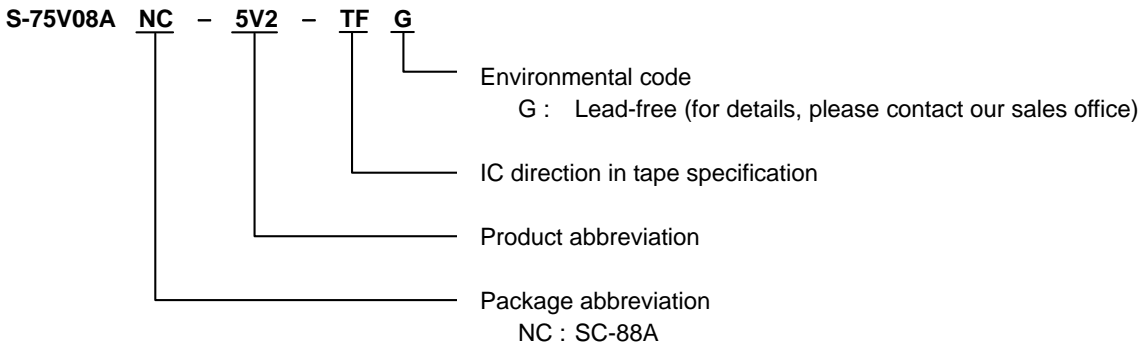 S-75V08A NC – 5V2 – TF G
Environmental code
G : Lead-free (for details, please contact our sales office)
IC direction in tape specification
Product abbreviation
Package abbreviation
NC : SC-88A